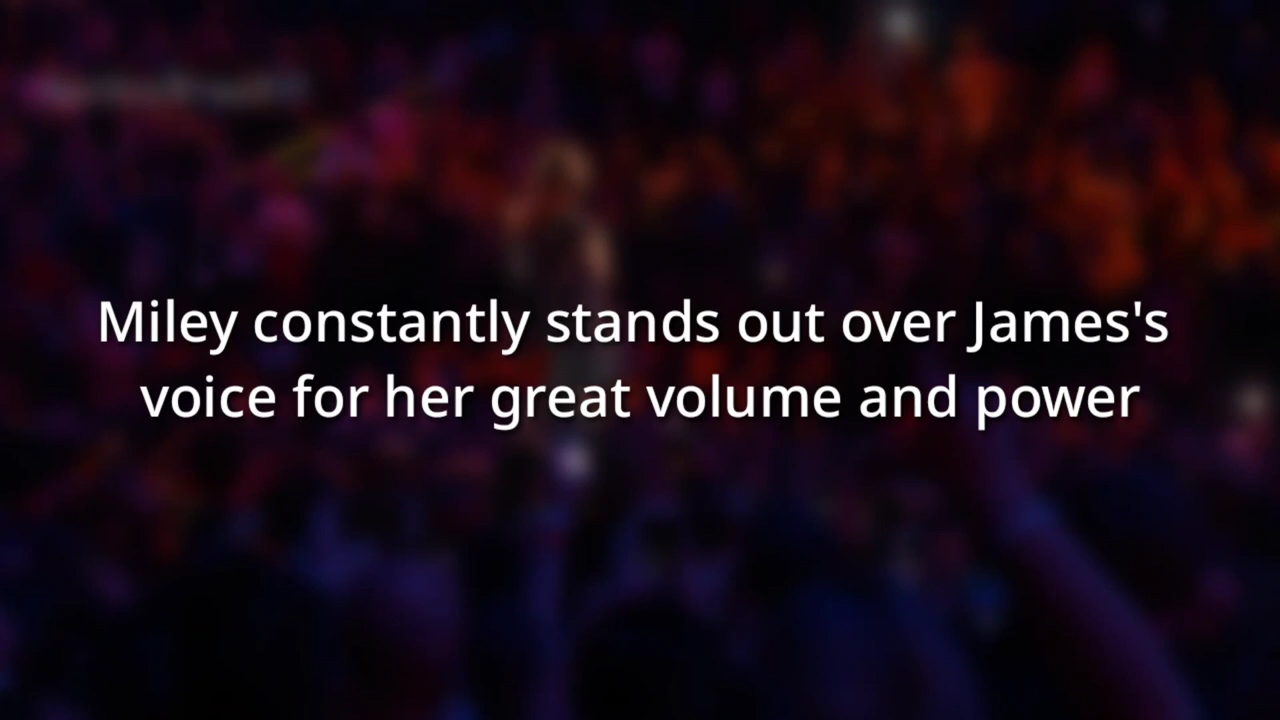 Miley constantly stands out over James's
voice for her great volume and power